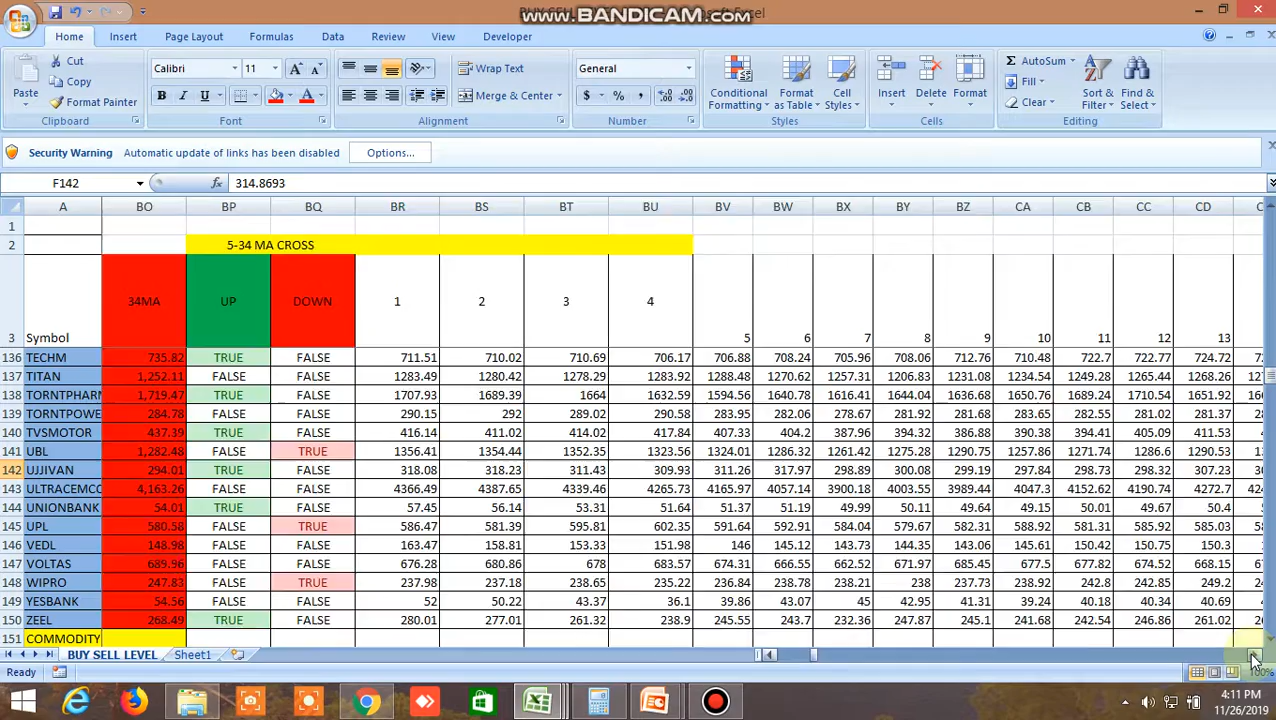 www.BANDICAM.com
Microsoft Excel
Home Insert Page Layout Formulas Data Review View Developer
Cut
Copy
Format Painter
Paste
Clipboard
Calibri 11
Font
Wrap Text
Merge & Center
Alignment
General
Number
Conditional Formatting
Format as Table
Cell Styles
Styles
Insert Delete Format
Cells
AutoSum
Fill
Clear
Sort & Filter
Find & Select
Editing
Security Warning Automatic update of links has been disabled Options...
F142 fx 314.8693
A BO BP BQ BR BS BT BU BV BW BX BY BZ CA CB CC CD
1
2 5-34 MA CROSS
3 Symbol 34MA UP DOWN 1 2 3 4 5 6 7 8 9 10 11 12 13
136 TECHM 735.82 TRUE FALSE 711.51 710.02 710.69 706.17 706.88 708.24 705.96 708.06 712.76 710.48 722.7 722.77 724.72
137 TITAN 1,252.11 FALSE FALSE 1283.49 1280.42 1278.29 1283.92 1288.48 1270.62 1217.39 1206.83 1231.08 1234.54 1249.28 1265.44 1268.26
138 TORNTPHARM 1,719.47 TRUE FALSE 1707.93 1689.39 1664 1632.59 1594.56 1640.78 1616.41 1644.04 1636.68 1650.76 1689.24 1710.54 1651.92
139 TORNTPOWE 284.78 FALSE FALSE 290.15 292 289.02 290.58 283.95 282.06 278.67 281.92 281.68 283.65 282.55 281.02 281.37
140 TVSMOTOR 437.39 TRUE FALSE 416.14 411.02 414.02 417.84 407.33 404.2 387.96 394.32 386.88 390.38 394.41 405.09 411.53
141 UBL 1,282.48 FALSE TRUE 1356.41 1354.44 1352.35 1323.56 1324.01 1286.32 1261.42 1275.28 1290.75 1257.86 1271.74 1286.6 1290.53
142 UJJIVAN 294.01 TRUE FALSE 318.08 318.23 311.43 309.93 311.26 317.97 298.89 300.08 299.19 297.84 298.73 298.32 307.23
143 ULTRACEMCO 4,163.26 FALSE FALSE 4366.49 4387.65 4339.46 4265.73 4165.97 4057.14 3900.18 4003.55 3989.44 4047.3 4152.62 4190.74 4272.7
144 UNIONBANK 54.01 TRUE FALSE 57.45 56.14 53.31 51.64 51.37 51.19 49.99 50.11 49.64 49.15 50.01 49.67 50.4
145 UPL 580.58 FALSE TRUE 586.47 581.39 595.81 602.35 591.64 592.91 584.04 579.67 582.31 588.92 581.31 585.92 585.03
146 VEDL 148.98 FALSE FALSE 163.47 158.81 153.33 151.98 146 145.12 143.73 144.35 143.06 145.61 150.42 150.75 150.3
147 VOLTAS 689.96 FALSE FALSE 676.28 680.86 678 683.57 674.31 666.58 662.52 671.97 685.45 677.5 677.82 674.52 668.15
148 WIPRO 247.83 FALSE TRUE 237.98 237.18 238.65 235.22 236.84 238.78 238.21 238 237.73 238.92 242.8 242.85 249.2
149 YESBANK 54.56 FALSE FALSE 52 50.22 43.37 36.1 39.86 43.07 45 42.95 41.31 39.24 40.18 40.34 40.69
150 ZEEL 268.49 TRUE FALSE 280.01 277.01 261.32 238.9 245.55 243.7 232.36 247.87 245.1 241.68 242.54 246.86 261.02
151 COMMODITY
BUY SELL LEVEL Sheet1
Ready 100%
4:11 PM
11/26/2019